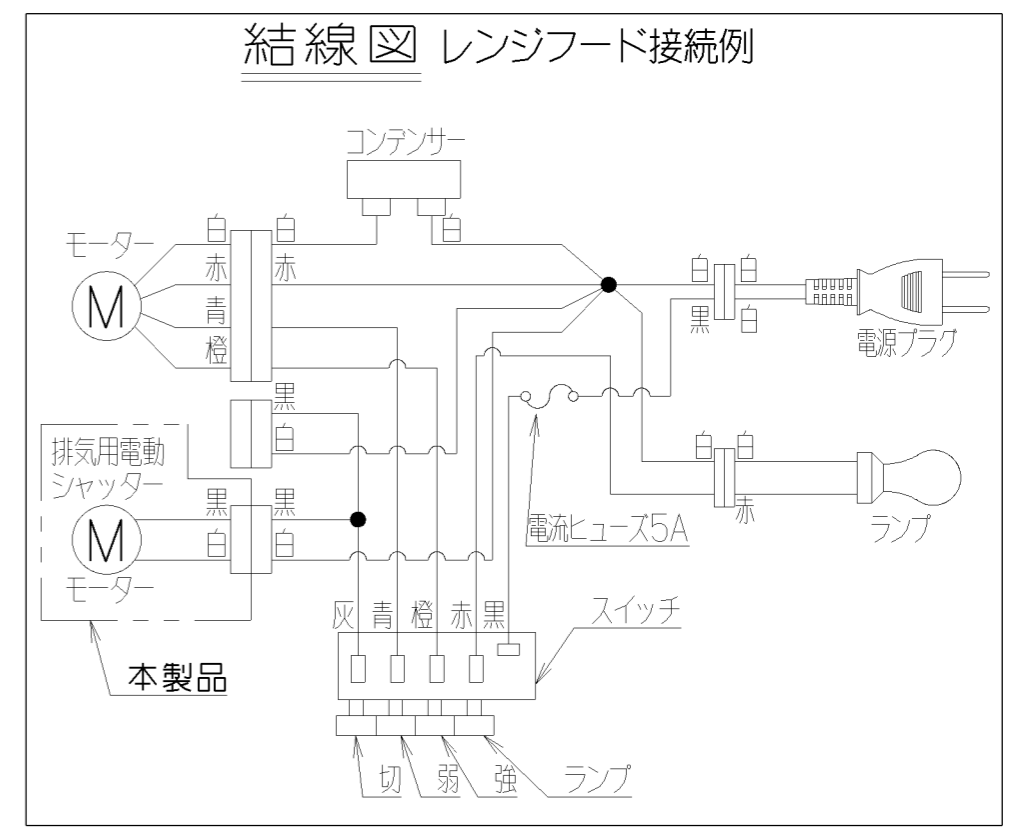 結線図 レンジフード接続例
コンデンサー
モーター
白 白 白
赤 赤
青
橙
M
白 白
黒 白
電源プラグ
黒
白
排気用電動
シャッター
黒 黒
白 白
M
モーター
白 白
赤
ランプ
電流ヒューズ5A
灰 青 橙 赤 黒
スイッチ
本製品
切 弱 強 ランプ